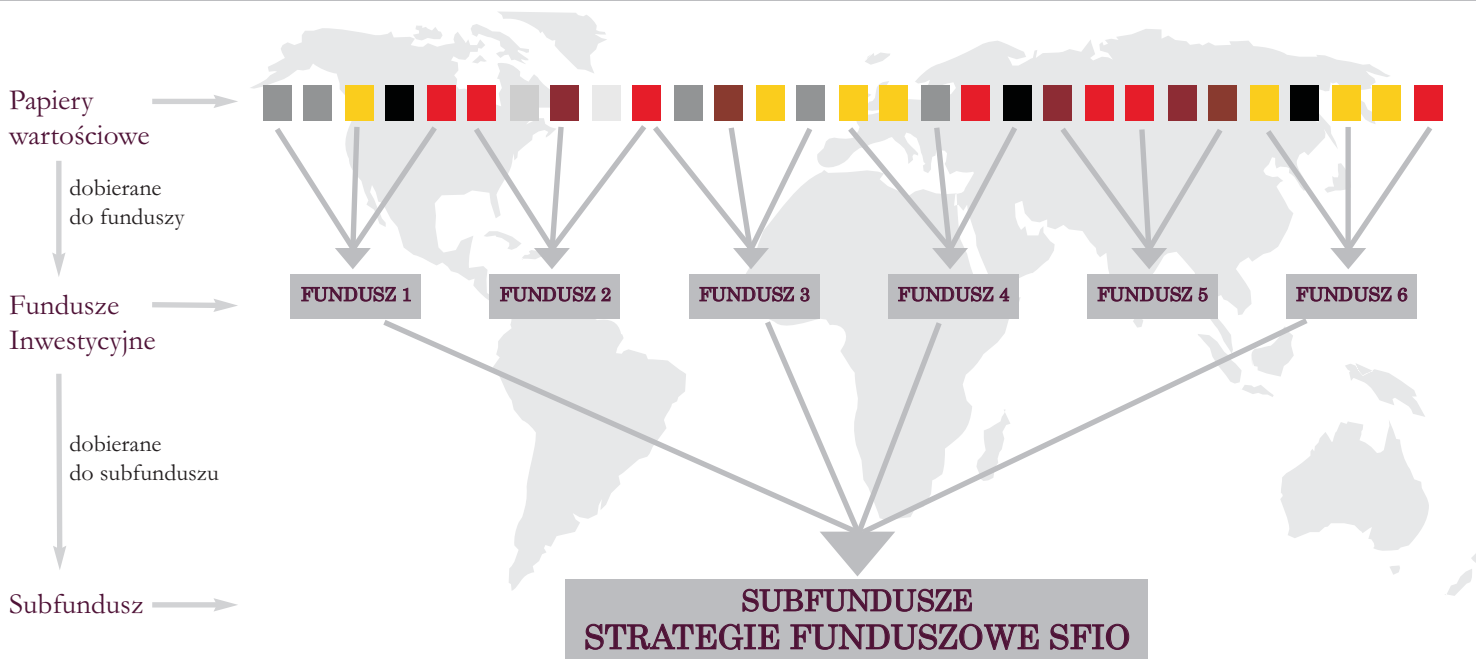 Papiery
wartościowe
dobierane
do funduszy
Fundusze
Inwestycyjne
FUNDUSZ 1
FUNDUSZ 2
FUNDUSZ 3
FUNDUSZ 4
FUNDUSZ 5
FUNDUSZ 6
dobierane
do subfunduszu
Subfundusz
SUBFUNDUSZE
STRATEGIE FUNDUSZOWE SFIO